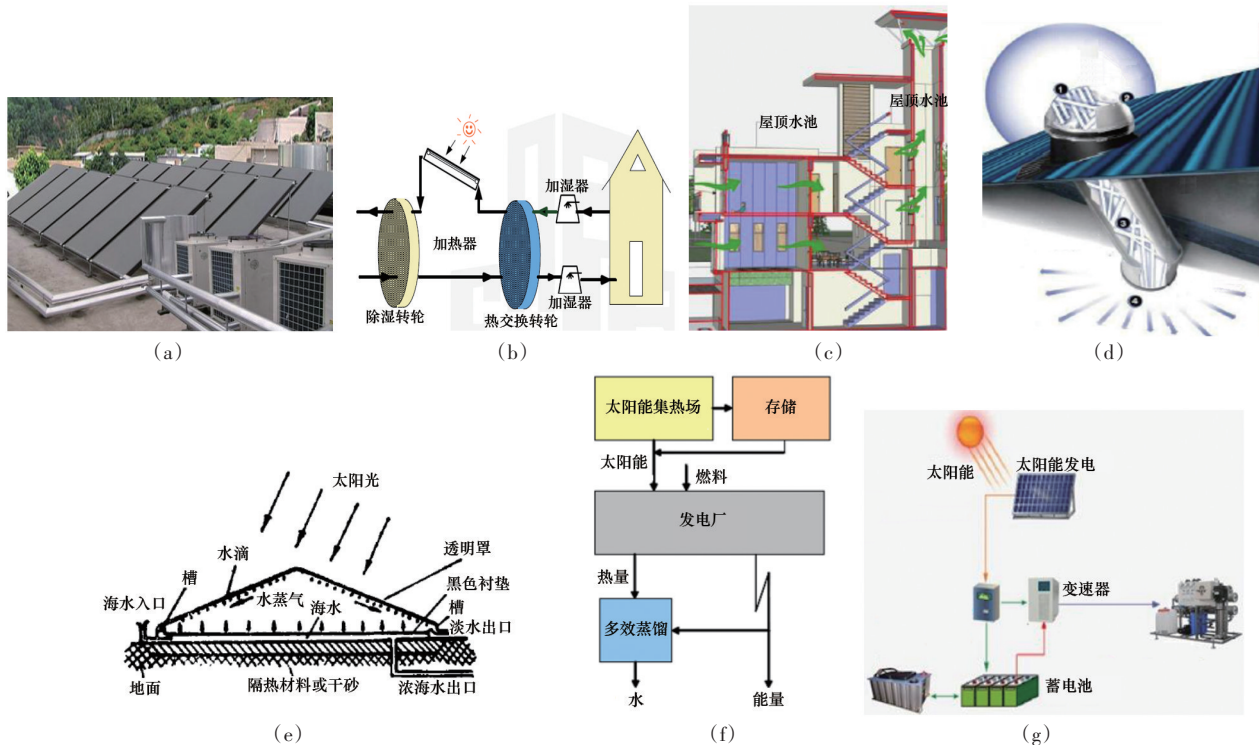 (a)
加湿器
加热器
加湿器
除湿转轮
热交换转轮
(b)
屋顶水池
屋顶水池
(c)
1
2
3
4
(d)
太阳光
水滴
透明罩
槽
黑色衬垫
海水入口
水蒸气
海水
槽
淡水出口
地面
隔热材料或干砂
浓海水出口
(e)
太阳能集热场
存储
太阳能
燃料
发电厂
热量
多效蒸馏
水
能量
(f)
太阳能
太阳能发电
变速器
蓄电池
(g)